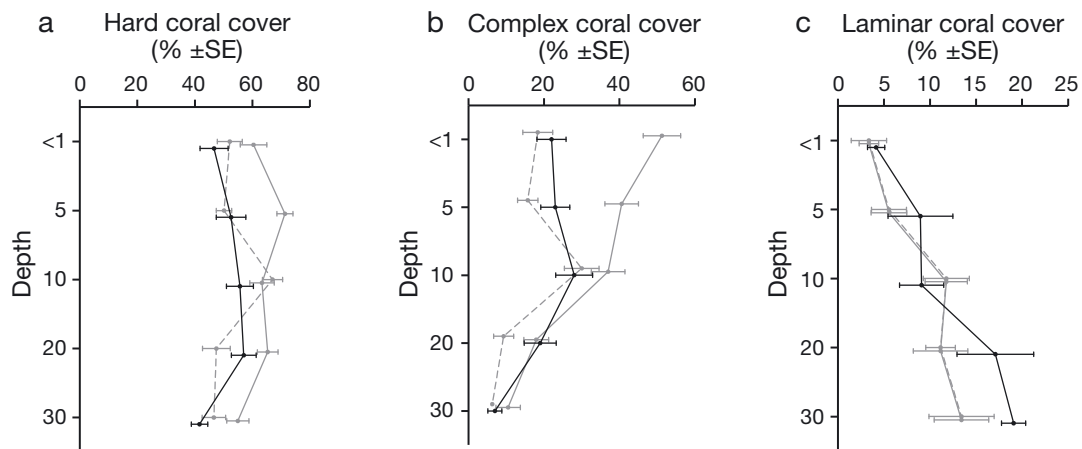 a Hard coral cover
(% ±SE)
0 20 40 60 80
Depth
<1
5
10
20
30
b Complex coral cover
(% ±SE)
0 20 40 60
Depth
<1
5
10
20
30
c Laminar coral cover
(% ±SE)
0 5 10 15 20 25
Depth
<1
5
10
20
30